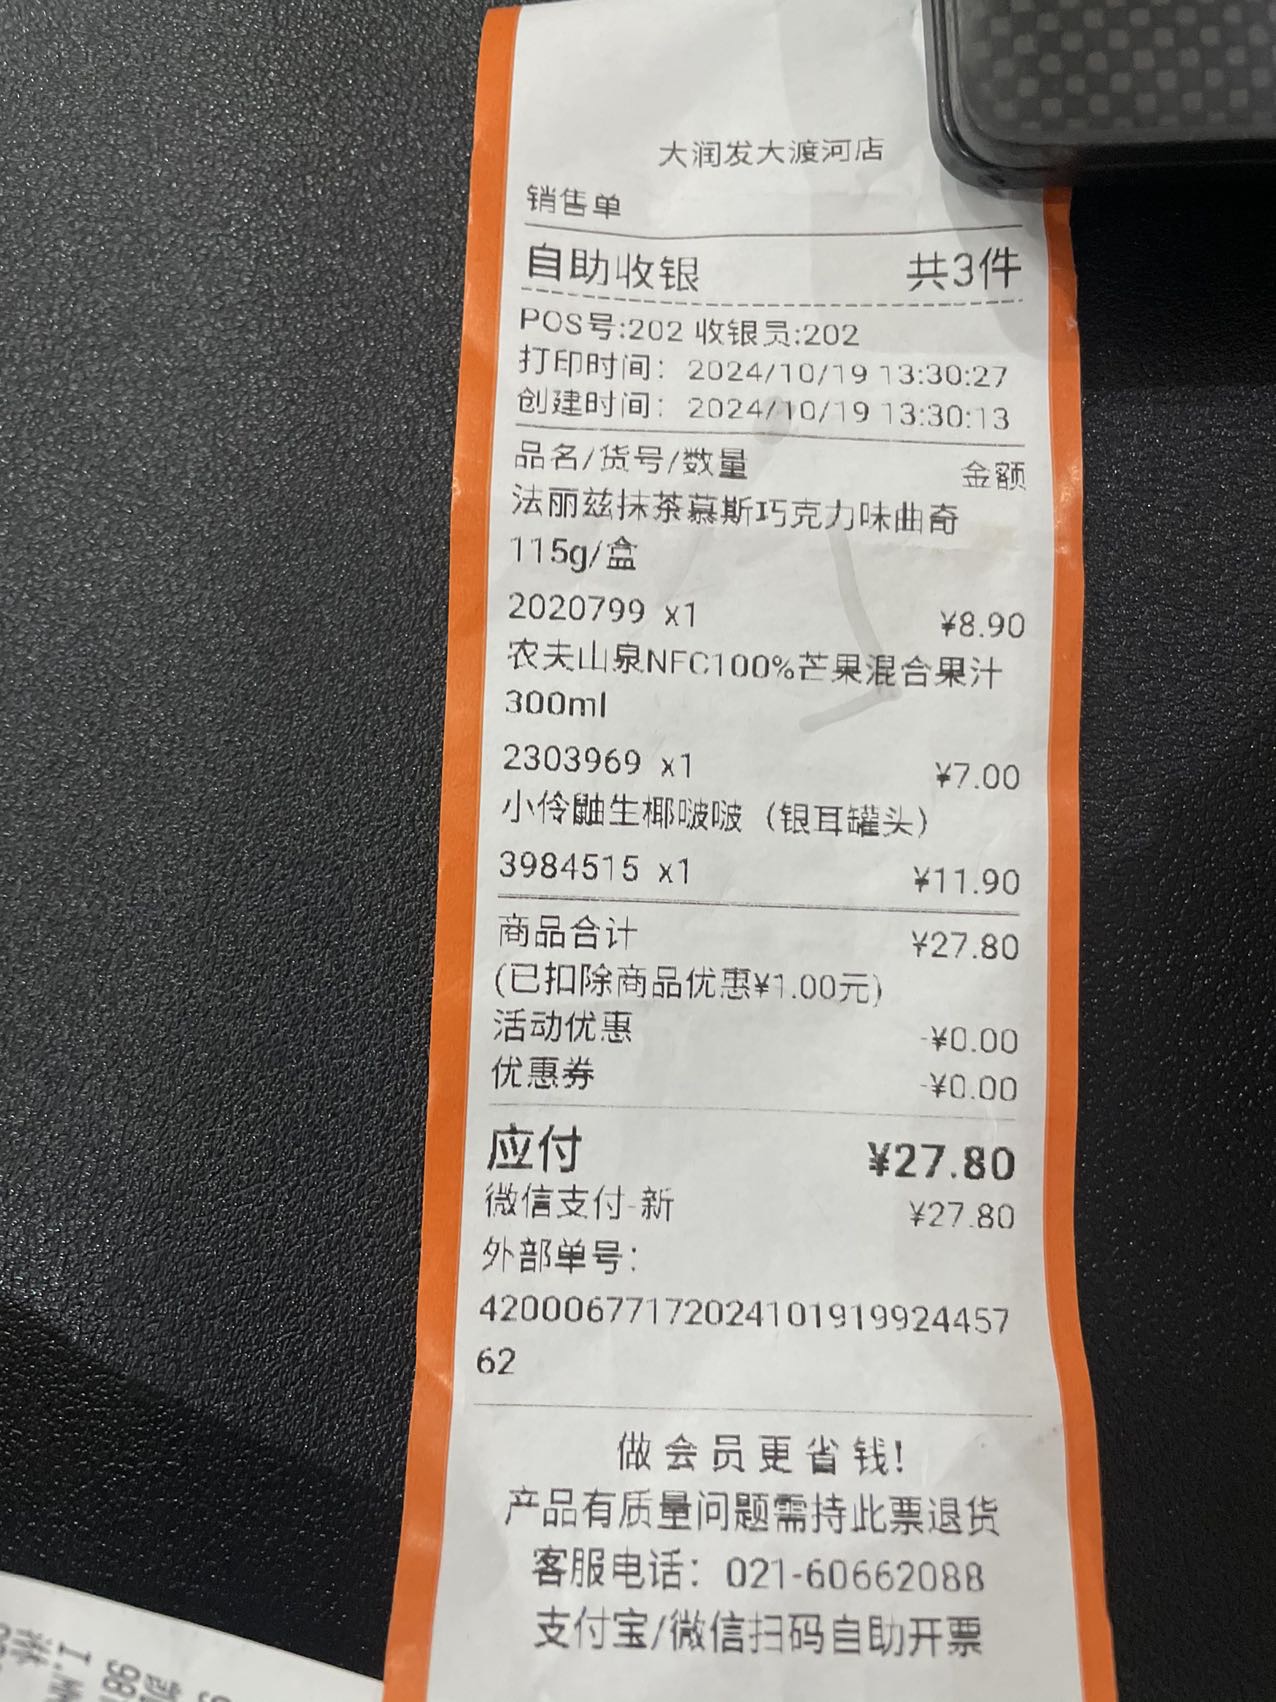 大润发大渡河店
销售单
自助收银 共3件
POS号:202 收银员:202
打印时间: 2024/10/19 13:30:27
创建时间: 2024/10/19 13:30:13
品名/货号/数量 金额
法丽兹抹茶慕斯巧克力味曲奇
115g/盒
2020799 x1 ¥8.90
农夫山泉NFC100%芒果混合果汁
300ml
2303969 x1 ¥7.00
小伶鼬生椰啵啵（银耳罐头）
3984515 x1 ¥11.90
商品合计 ¥27.80
(已扣除商品优惠¥1.00元)
活动优惠 -¥0.00
优惠券 -¥0.00
应付 ¥27.80
微信支付-新 ¥27.80
外部单号:
42000677172024101919924457
62
做会员更省钱!
产品有质量问题需持此票退货
客服电话: 021-60662088
支付宝/微信扫码自助开票